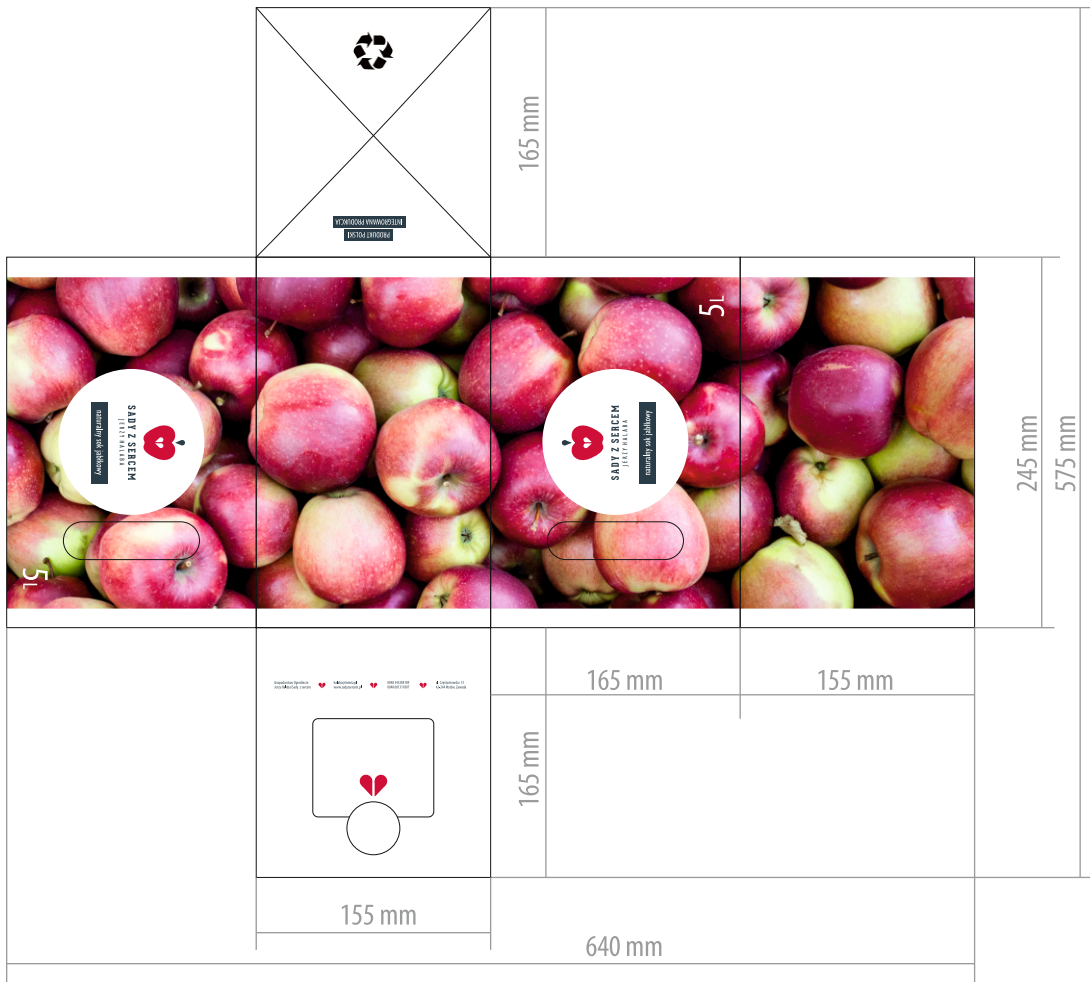 165 mm
INTEGROWANA PRODUKCJA
PRODUKT POLSKI
5L
naturalny sok jabłkowy
SADY Z SERCEM
JERZY HALABA
SADY Z SERCEM
JERZY HALABA
naturalny sok jabłkowy
5L
245 mm
575 mm
165 mm
155 mm
165 mm
155 mm
640 mm